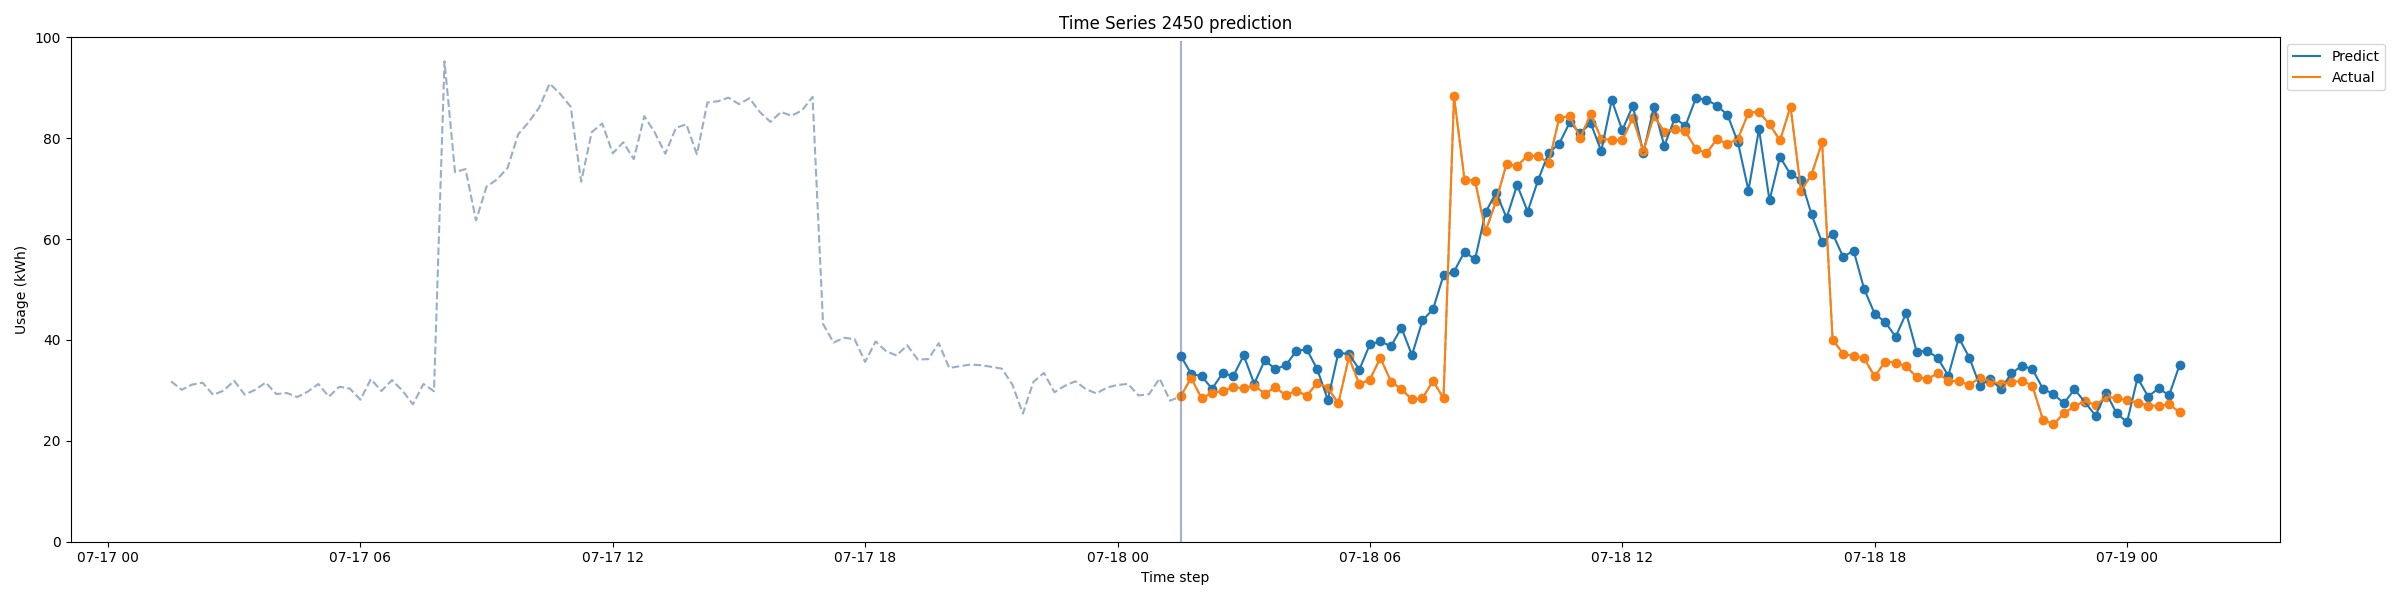 Time Series 2450 prediction
100
80
60
40
20
0
Usage (kWh)
07-17 00 07-17 06 07-17 12 07-17 18 07-18 00 07-18 06 07-18 12 07-18 18 07-19 00
Time step
Predict
Actual